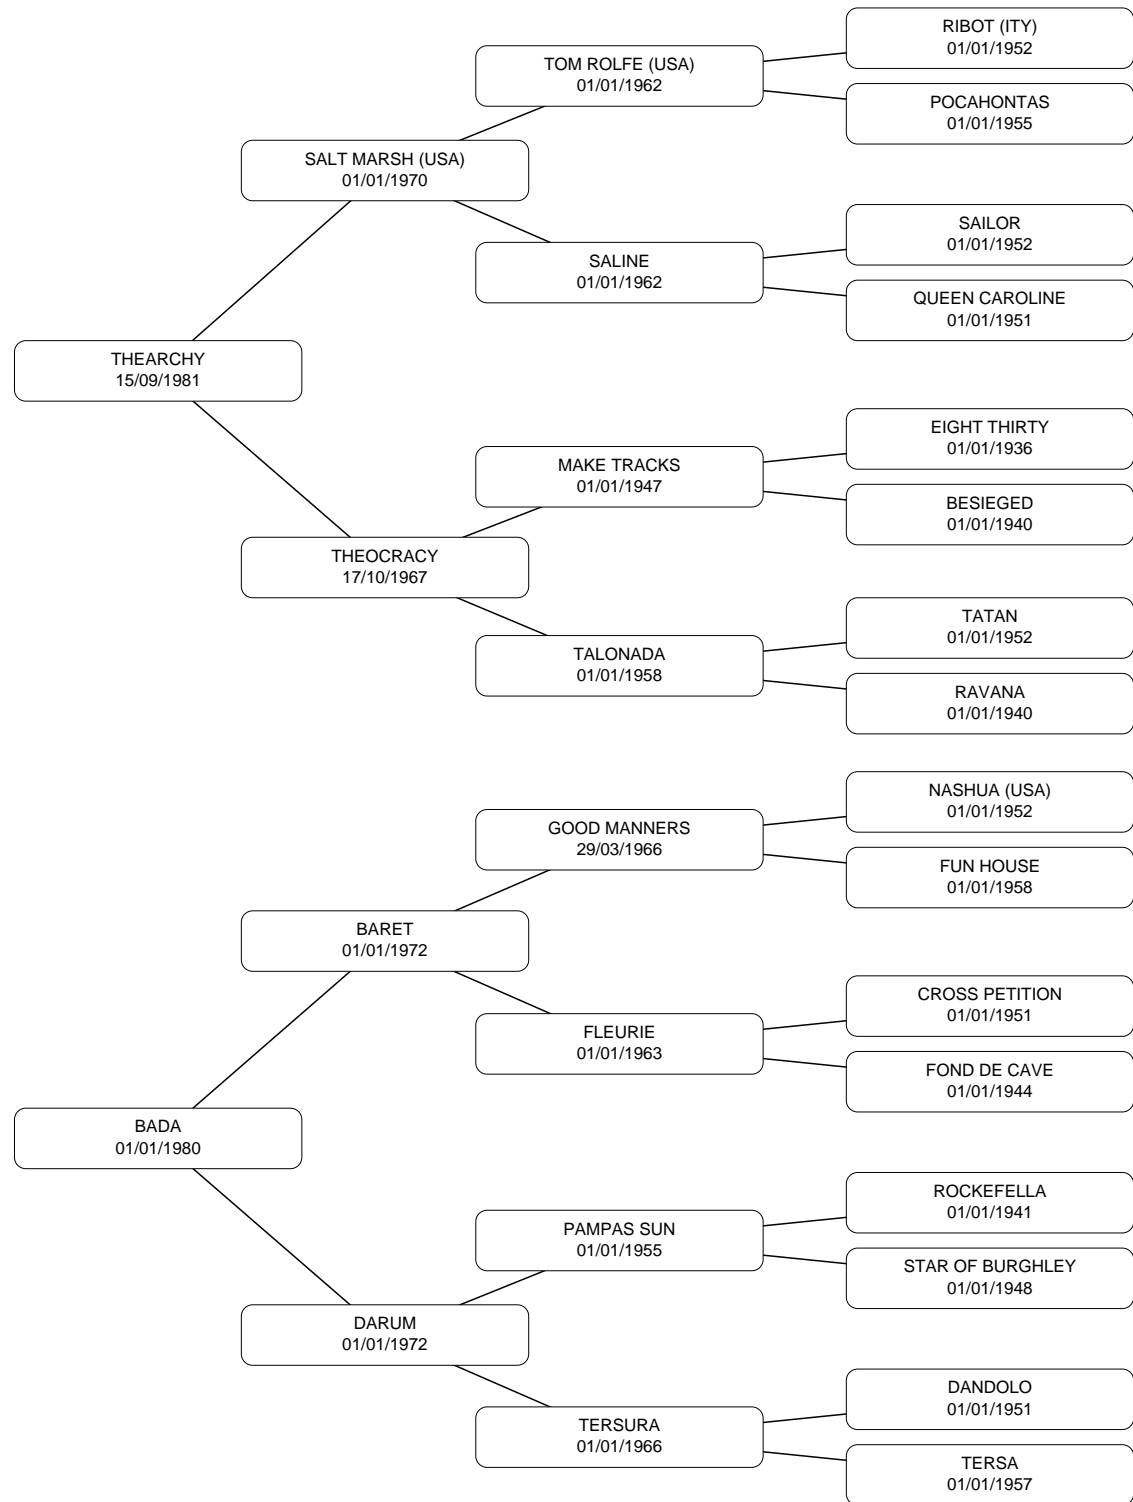 RIBOT (ITY)
01/01/1952
TOM ROLFE (USA)
01/01/1962
POCAHONTAS
01/01/1955
SALT MARSH (USA)
01/01/1970
SAILOR
01/01/1952
SALINE
01/01/1962
QUEEN CAROLINE
01/01/1951
THEARCHY
15/09/1981
EIGHT THIRTY
01/01/1936
MAKE TRACKS
01/01/1947
BESIEGED
01/01/1940
THEOCRACY
17/10/1967
TATAN
01/01/1952
TALONADA
01/01/1958
RAVANA
01/01/1940
NASHUA (USA)
01/01/1952
GOOD MANNERS
29/03/1966
FUN HOUSE
01/01/1958
BARET
01/01/1972
CROSS PETITION
01/01/1951
FLEURIE
01/01/1963
FOND DE CAVE
01/01/1944
BADA
01/01/1980
ROCKEFELLA
01/01/1941
PAMPAS SUN
01/01/1955
STAR OF BURGHLEY
01/01/1948
DARUM
01/01/1972
DANDOLO
01/01/1951
TERSURA
01/01/1966
TERSA
01/01/1957